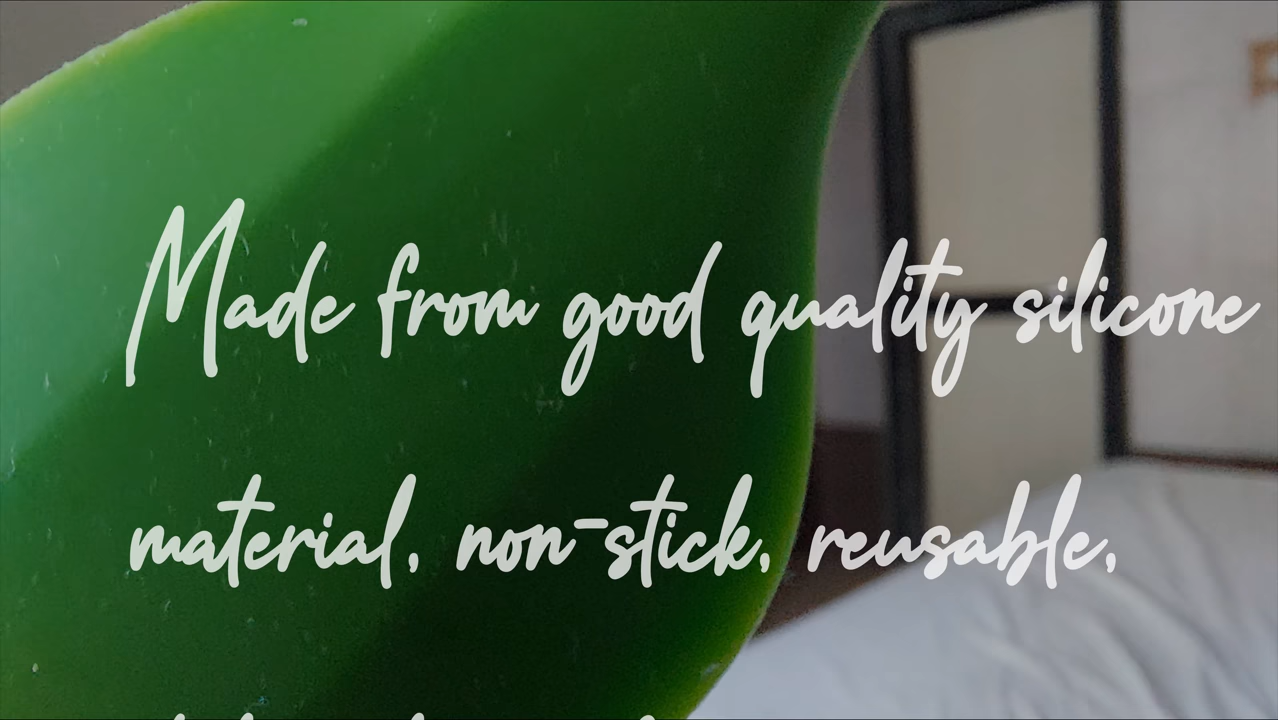 Made from good quality silicone
material, non-stick, reusable,